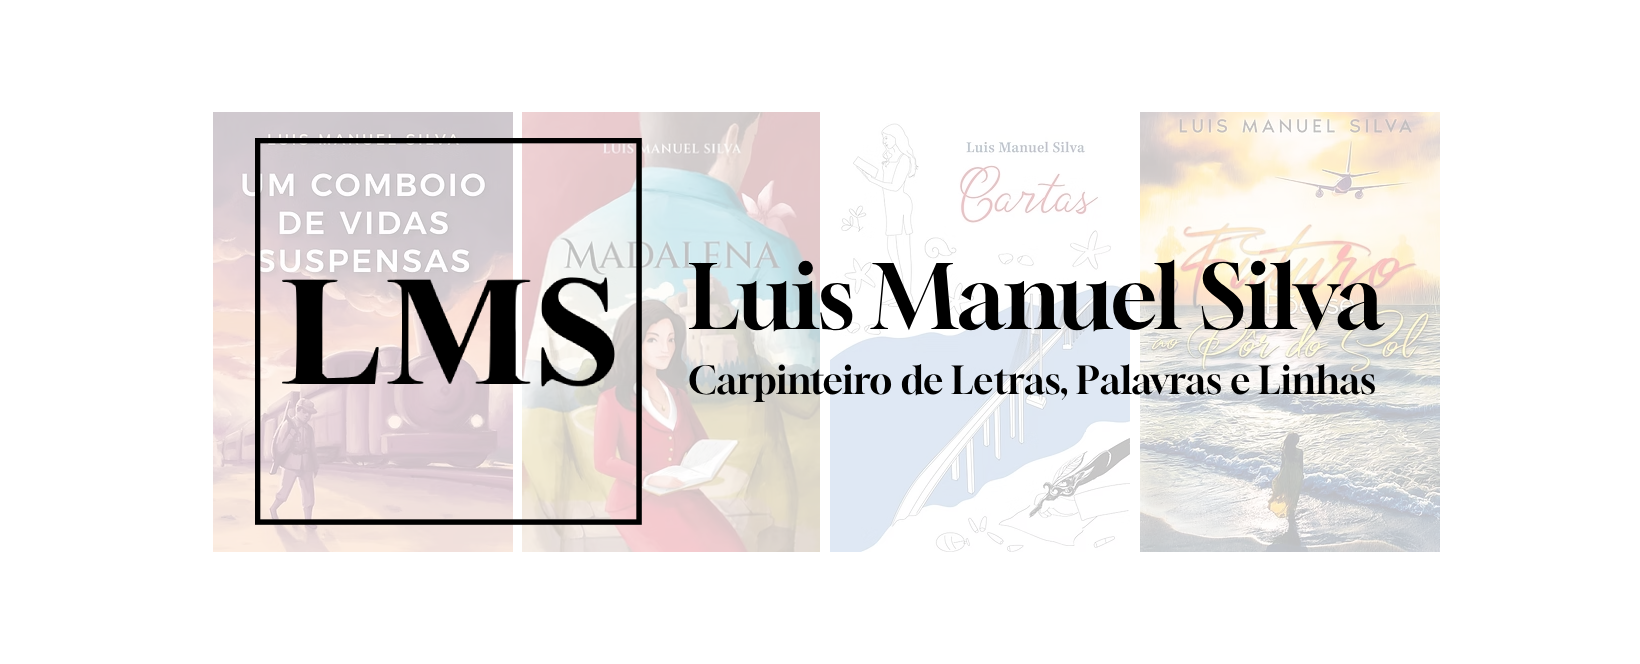 LUIS MANUEL SILVA
UM COMBOIO
DE VIDAS
SUSPENSAS
LUIS MANUEL SILVA
MADALENA
Luis Manuel Silva
Cartas
LUIS MANUEL SILVA
Futuro
ao Pôr do Sol
LMS
Luis Manuel Silva
Carpinteiro de Letras, Palavras e Linhas